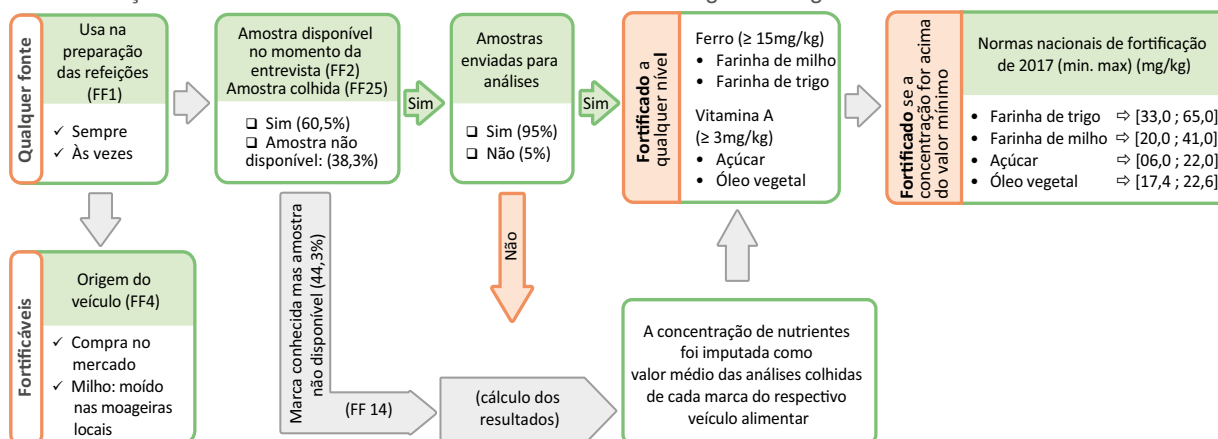 Qualquer fonte
Usa na
preparação
das refeições
(FF1)
✓ Sempre
✓ Às vezes
Amostra disponível
no momento da
entrevista (FF2)
Amostra colhida (FF25)
❑ Sim (60,5%)
❑ Amostra não
disponível: (38,3%)
Sim
Amostras
enviadas para
análises
❑ Sim (95%)
❑ Não (5%)
Sim
Fortificado a
qualquer nível
Ferro (≥ 15mg/kg)
• Farinha de milho
• Farinha de trigo
Vitamina A
(≥ 3mg/kg)
• Açúcar
• Óleo vegetal
Fortificado se a
concentração for acima
do valor mínimo
Normas nacionais de fortificação
de 2017 (min. max) (mg/kg)
• Farinha de trigo ⇨ [33,0 ; 65,0]
• Farinha de milho ⇨ [20,0 ; 41,0]
• Açúcar ⇨ [06,0 ; 22,0]
• Óleo vegetal ⇨ [17,4 ; 22,6]
Fortificáveis
Origem do
veículo (FF4)
✓ Compra no
mercado
✓ Milho: moído
nas moageiras
locais
Marca conhecida mas amostra
não disponível (44,3%)
(FF 14)
Não
(cálculo dos
resultados)
A concentração de nutrientes
foi imputada como
valor médio das análises colhidas
de cada marca do respectivo
veículo alimentar